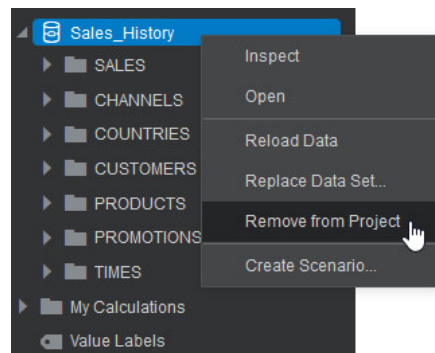 Sales_History
SALES
CHANNELS
COUNTRIES
CUSTOMERS
PRODUCTS
PROMOTIONS
TIMES
My Calculations
Value Labels
Inspect
Open
Reload Data
Replace Data Set...
Remove from Project
Create Scenario...